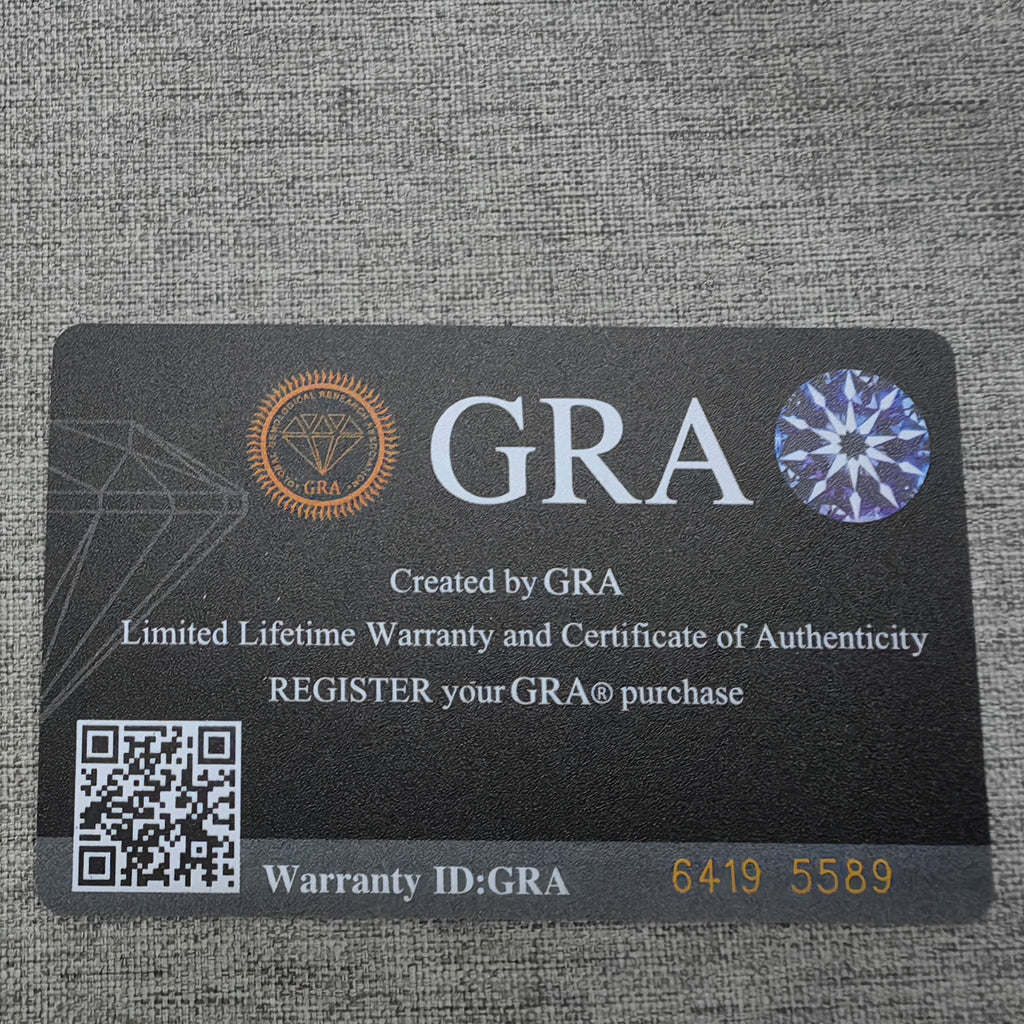 GRA
GRA
Created by GRA
Limited Lifetime Warranty and Certificate of Authenticity
REGISTER your GRA® purchase
Warranty ID:GRA 6419 5589